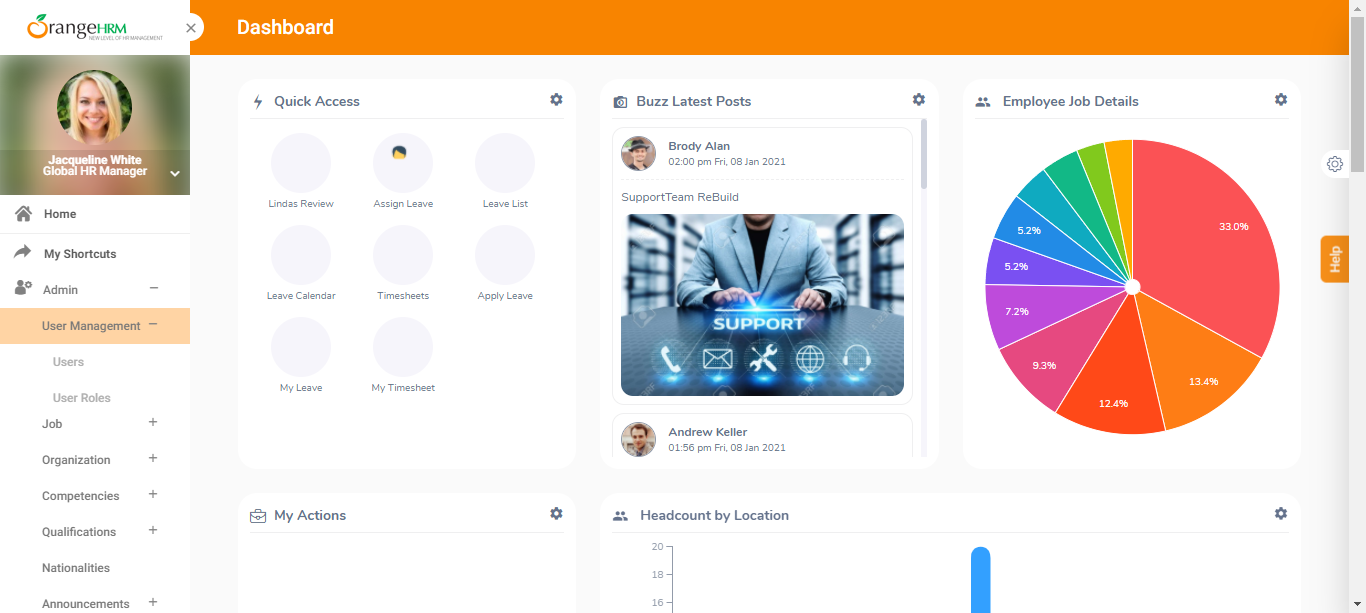 OrangeHRM
NEW LEVEL OF HR MANAGEMENT
Dashboard
Jacqueline White
Global HR Manager
Home
My Shortcuts
Admin
User Management
Users
User Roles
Job
Organization
Competencies
Qualifications
Nationalities
Announcements
Quick Access
Lindas Review
Assign Leave
Leave List
Leave Calendar
Timesheets
Apply Leave
My Leave
My Timesheet
Buzz Latest Posts
Brody Alan
02:00 pm Fri, 08 Jan 2021
SupportTeam ReBuild
SUPPORT
Andrew Keller
01:56 pm Fri, 08 Jan 2021
Employee Job Details
33.0%
13.4%
12.4%
9.3%
7.2%
5.2%
5.2%
Help
My Actions
Headcount by Location
20
18
16